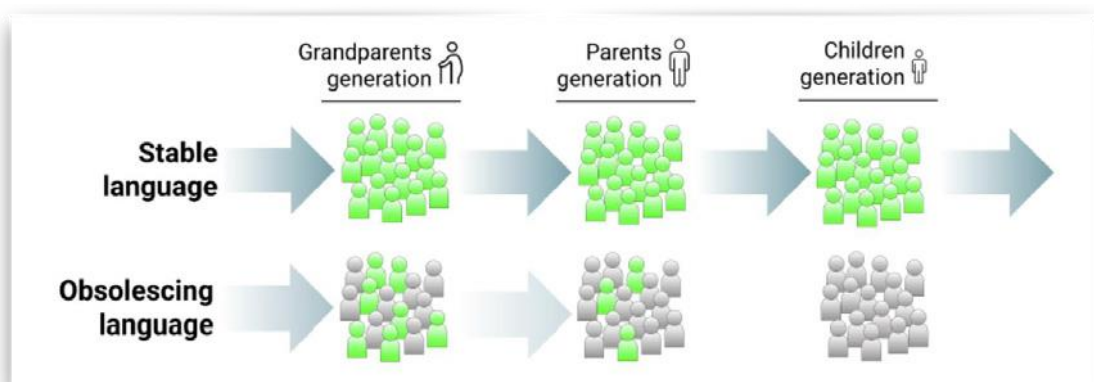 Grandparents
generation
Parents
generation
Children
generation
Stable
language
Obsolescing
language